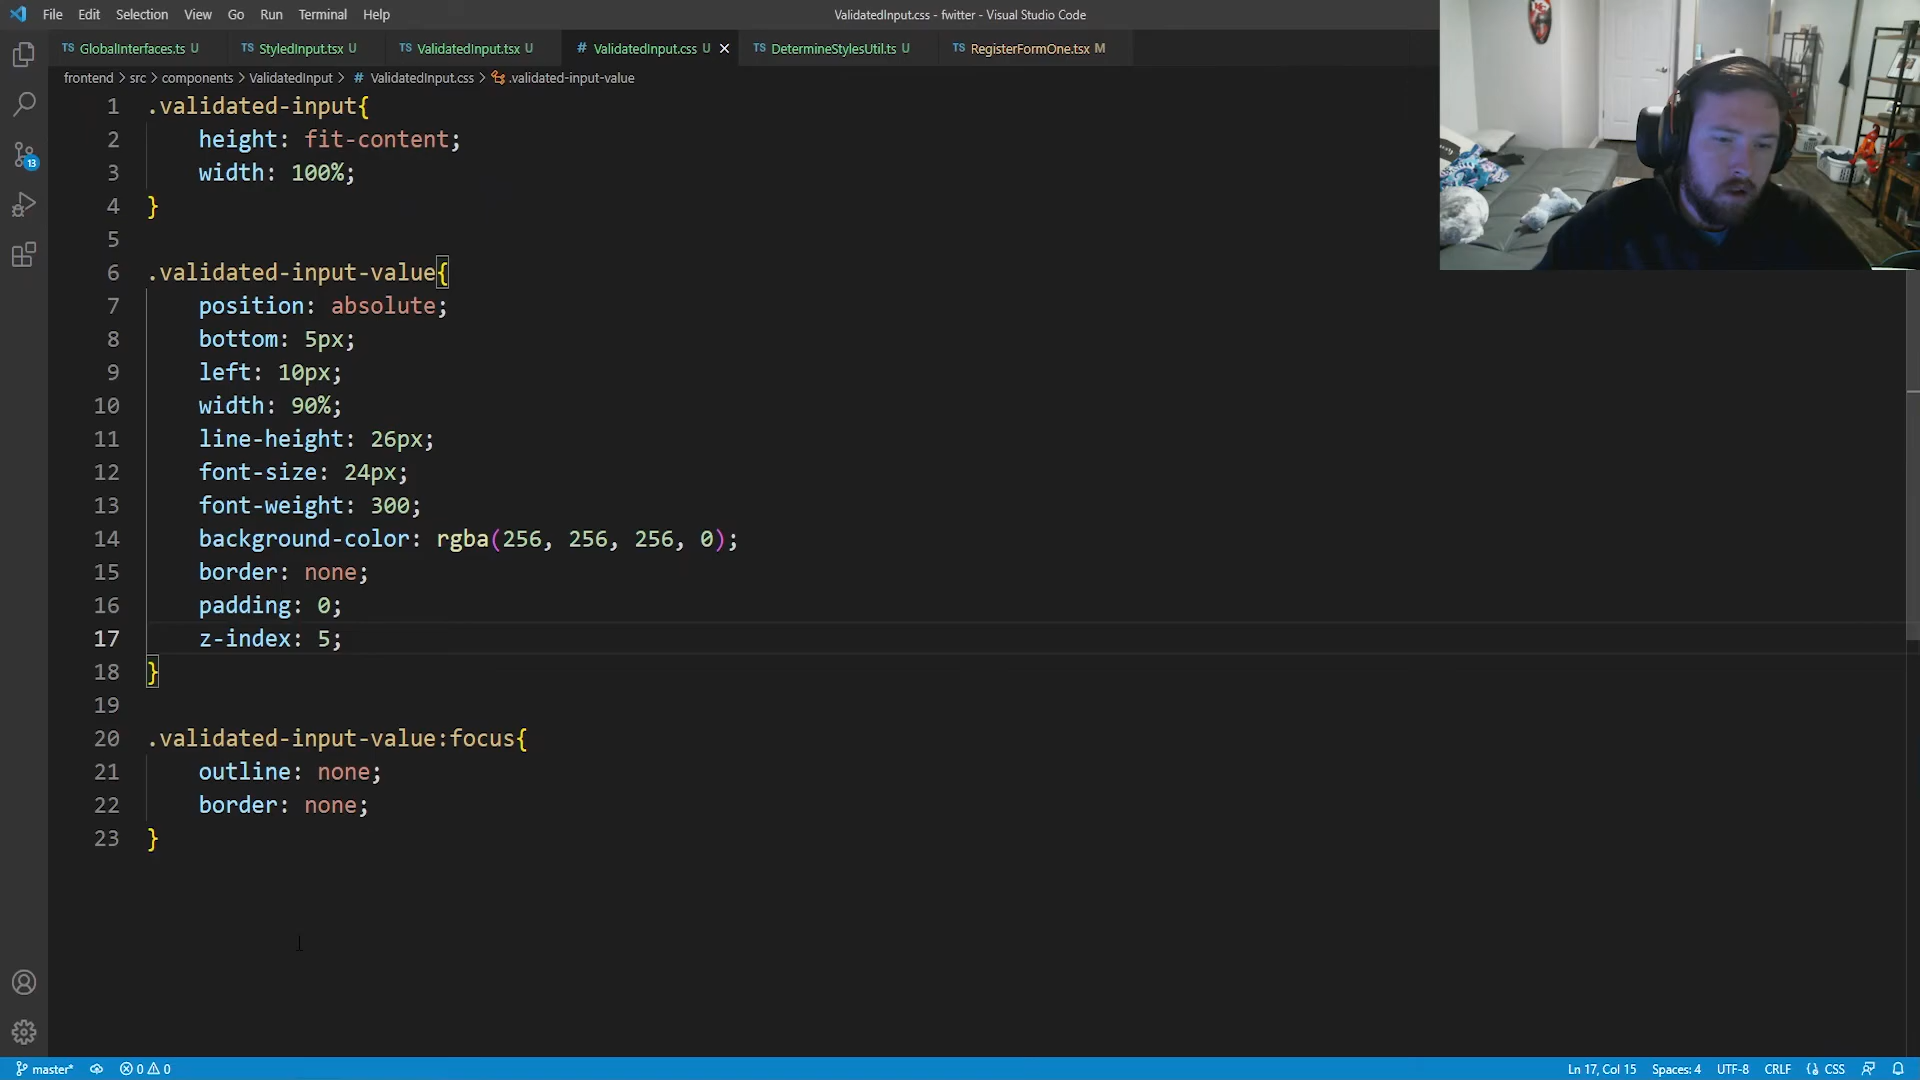 File Edit Selection View Go Run Terminal Help
ValidatedInput.css - fwitter - Visual Studio Code
TS GlobalInterfaces.ts U TS StyledInput.tsx U TS ValidatedInput.tsx U # ValidatedInput.css U TS DetermineStylesUtil.ts U TS RegisterFormOne.tsx M
frontend > src > components > ValidatedInput > # ValidatedInput.css > .validated-input-value
1 .validated-input{
2 height: fit-content;
3 width: 100%;
4 }
5
6 .validated-input-value{
7 position: absolute;
8 bottom: 5px;
9 left: 10px;
10 width: 90%;
11 line-height: 26px;
12 font-size: 24px;
13 font-weight: 300;
14 background-color: rgba(256, 256, 256, 0);
15 border: none;
16 padding: 0;
17 z-index: 5;
18 }
19
20 .validated-input-value:focus{
21 outline: none;
22 border: none;
23 }
13
master* 0 0 Ln 17, Col 15 Spaces: 4 UTF-8 CRLF {} CSS